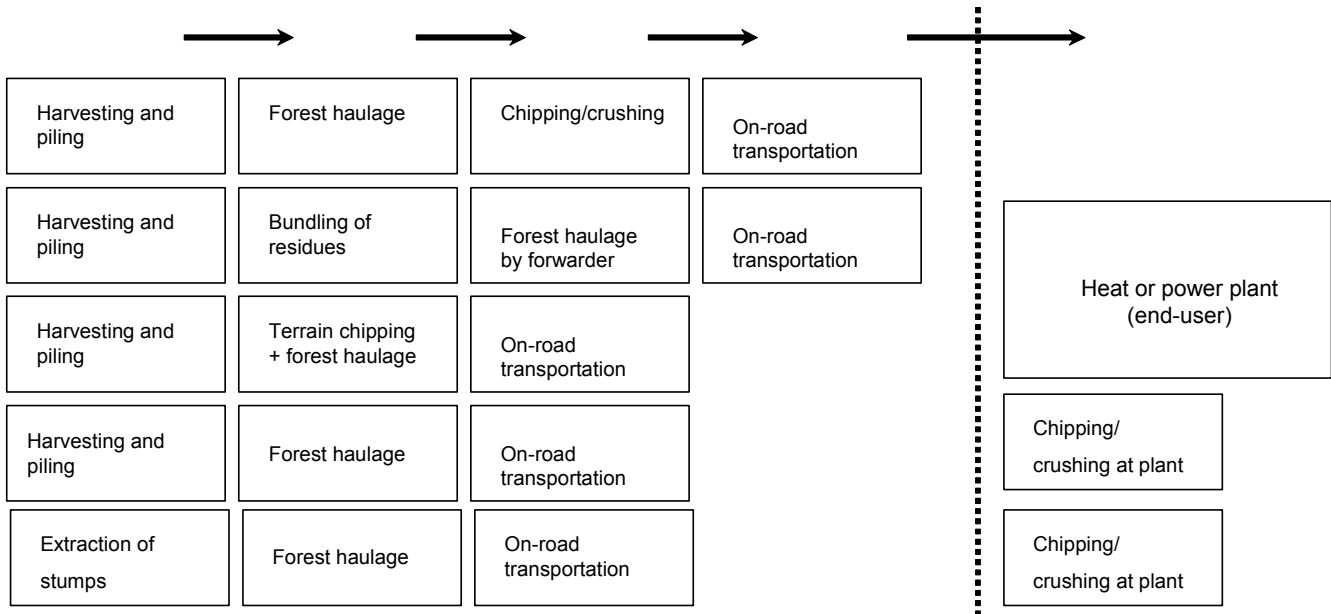 Harvesting and
piling
Forest haulage
Chipping/crushing
On-road
transportation
Harvesting and
piling
Bundling of
residues
Forest haulage
by forwarder
On-road
transportation
Heat or power plant
(end-user)
Harvesting and
piling
Terrain chipping
+ forest haulage
On-road
transportation
Harvesting and
piling
Forest haulage
On-road
transportation
Chipping/
crushing at plant
Extraction of
stumps
Forest haulage
On-road
transportation
Chipping/
crushing at plant